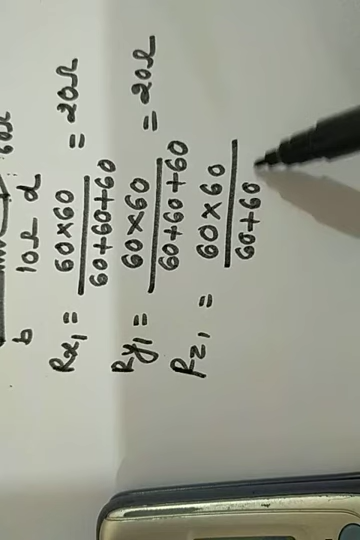 60Ω
b 10Ω d
Rx₁ = 60×60 / 60+60+60 = 20Ω
Ry₁ = 60×60 / 60+60+60 = 20Ω
Rz₁ = 60×60 / 60+60